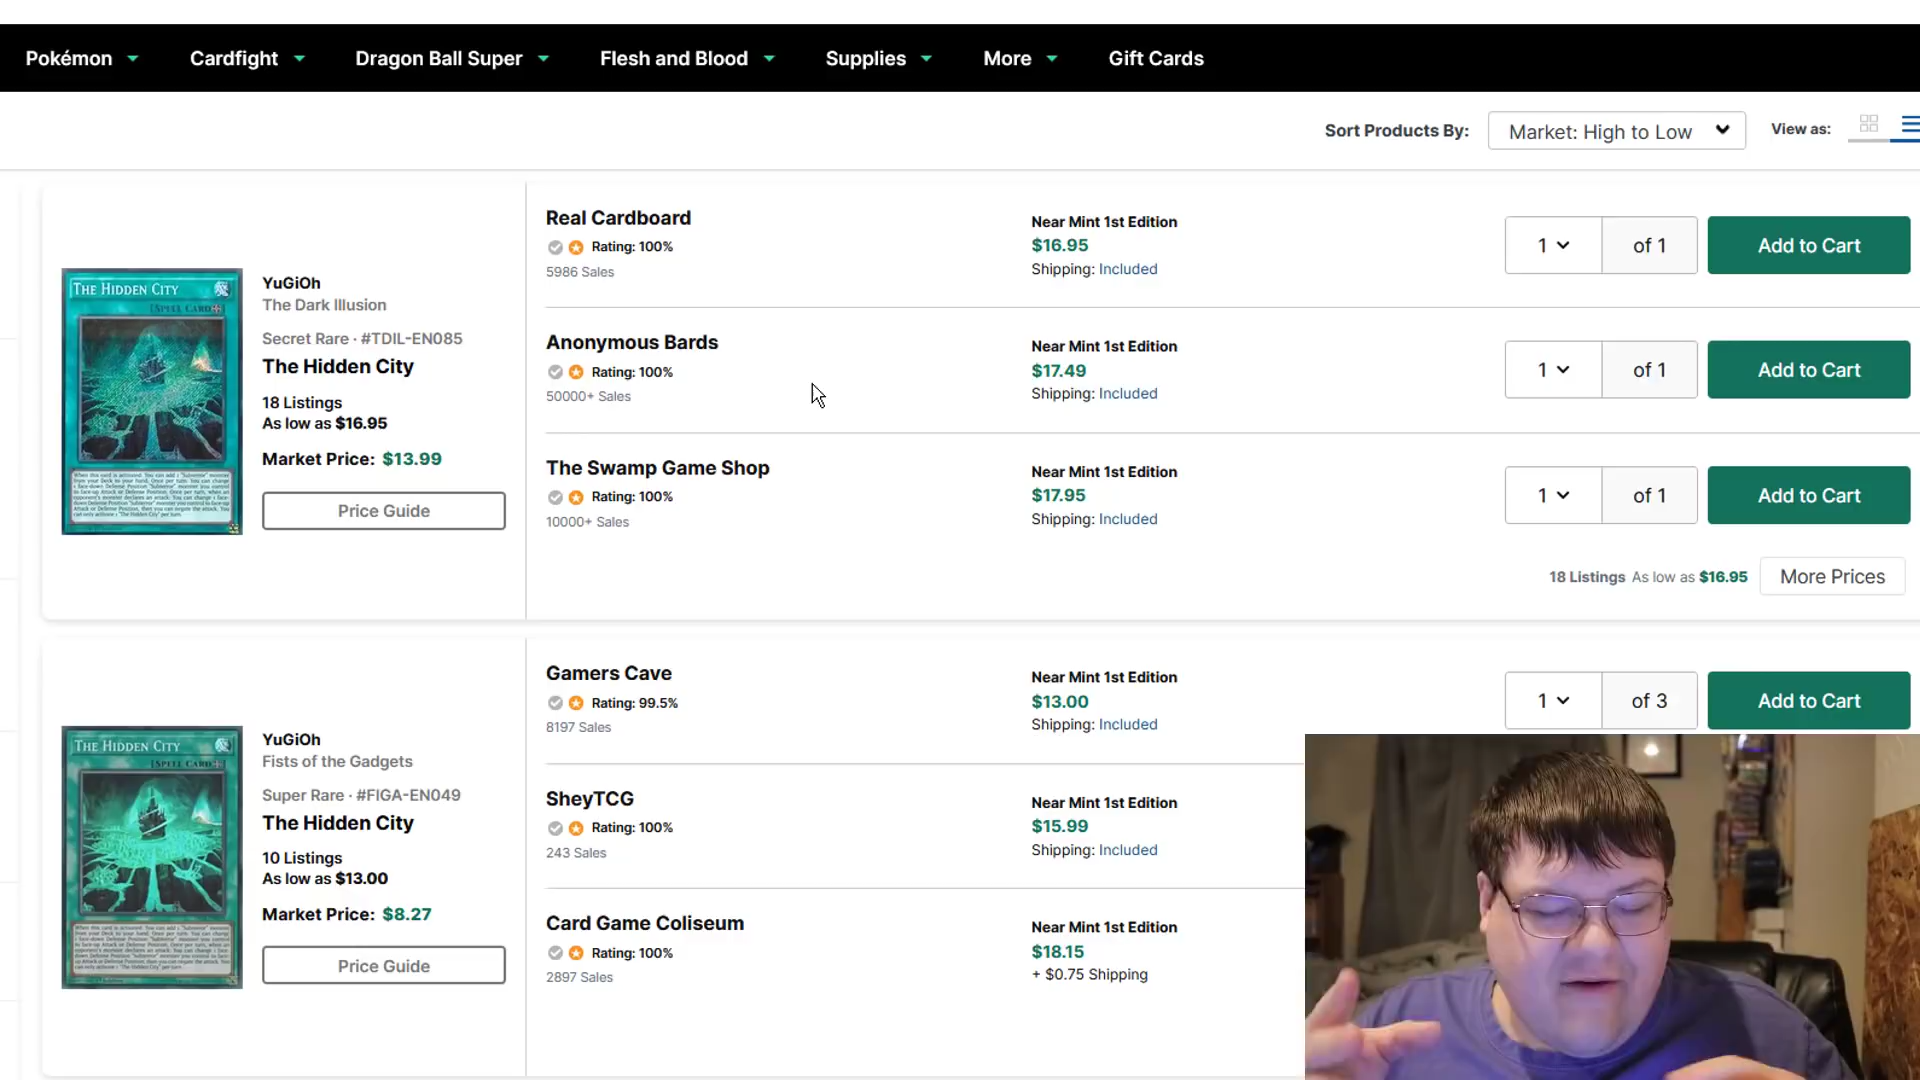 Pokémon Cardfight Dragon Ball Super Flesh and Blood Supplies More Gift Cards
Sort Products By: Market: High to Low View as:
THE HIDDEN CITY
[SPELL CARD]
YuGiOh
The Dark Illusion
Secret Rare · #TDIL-EN085
The Hidden City
18 Listings
As low as $16.95
Market Price: $13.99
Price Guide
Real Cardboard
Rating: 100%
5986 Sales
Near Mint 1st Edition
$16.95
Shipping: Included
1 of 1 Add to Cart
Anonymous Bards
Rating: 100%
50000+ Sales
Near Mint 1st Edition
$17.49
Shipping: Included
1 of 1 Add to Cart
The Swamp Game Shop
Rating: 100%
10000+ Sales
Near Mint 1st Edition
$17.95
Shipping: Included
1 of 1 Add to Cart
18 Listings As low as $16.95 More Prices
THE HIDDEN CITY
[SPELL CARD]
YuGiOh
Fists of the Gadgets
Super Rare · #FIGA-EN049
The Hidden City
10 Listings
As low as $13.00
Market Price: $8.27
Price Guide
Gamers Cave
Rating: 99.5%
8197 Sales
Near Mint 1st Edition
$13.00
Shipping: Included
1 of 3 Add to Cart
SheyTCG
Rating: 100%
243 Sales
Near Mint 1st Edition
$15.99
Shipping: Included
Card Game Coliseum
Rating: 100%
2897 Sales
Near Mint 1st Edition
$18.15
+ $0.75 Shipping